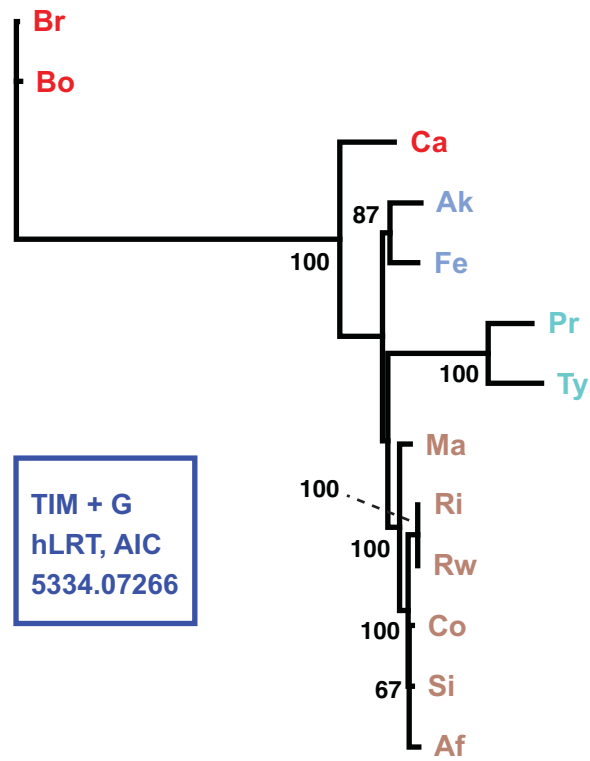 Br
Bo
Ca
87
Ak
100
Fe
Pr
100
Ty
Ma
100
Ri
100
Rw
100
Co
67
Si
Af
TIM + G
hLRT, AIC
5334.07266